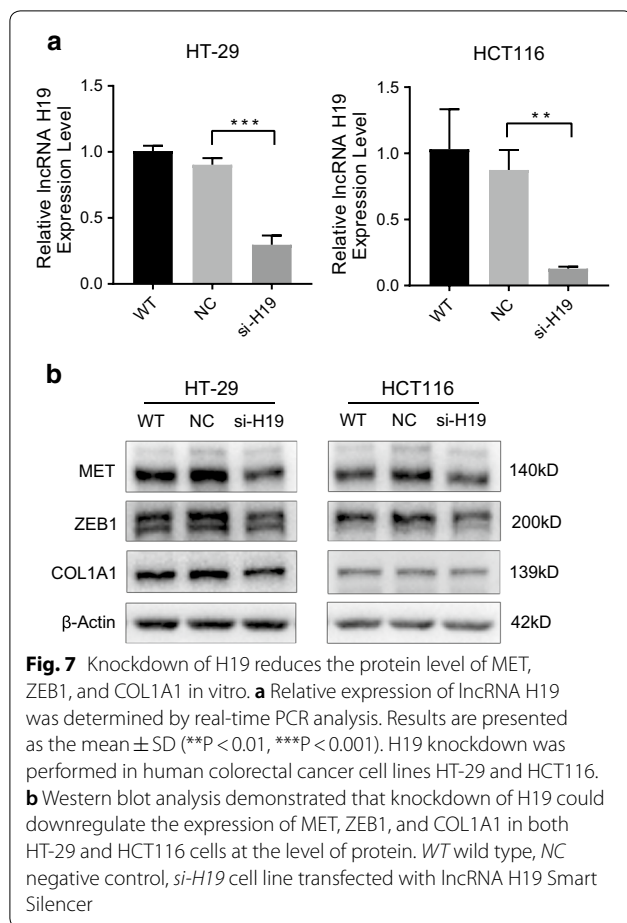 a
HT-29
HCT116
Relative lncRNA H19
Expression Level
1.5
1.0
0.5
0.0
***
WT
NC
si-H19
Relative lncRNA H19
Expression Level
1.5
1.0
0.5
0.0
**
WT
NC
si-H19
b
HT-29
HCT116
WT NC si-H19
WT NC si-H19
MET 140kD
ZEB1 200kD
COL1A1 139kD
β-Actin 42kD
Fig. 7 Knockdown of H19 reduces the protein level of MET,
ZEB1, and COL1A1 in vitro. a Relative expression of lncRNA H19
was determined by real-time PCR analysis. Results are presented
as the mean ± SD (**P < 0.01, ***P < 0.001). H19 knockdown was
performed in human colorectal cancer cell lines HT-29 and HCT116.
b Western blot analysis demonstrated that knockdown of H19 could
downregulate the expression of MET, ZEB1, and COL1A1 in both
HT-29 and HCT116 cells at the level of protein. WT wild type, NC
negative control, si-H19 cell line transfected with lncRNA H19 Smart
Silencer